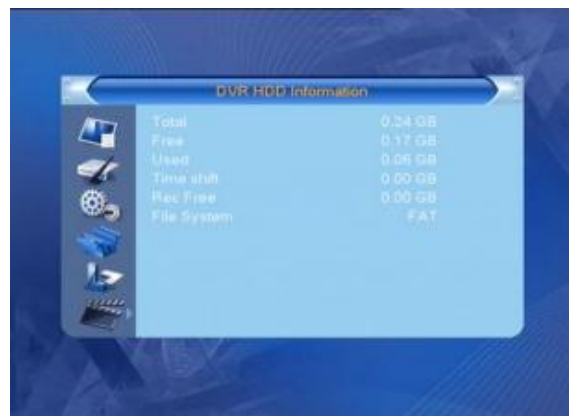 DVR HDD Information
Total 0.24 GB
Free 0.17 GB
Used 0.06 GB
Time shift 0.00 GB
Rec Free 0.00 GB
File System FAT